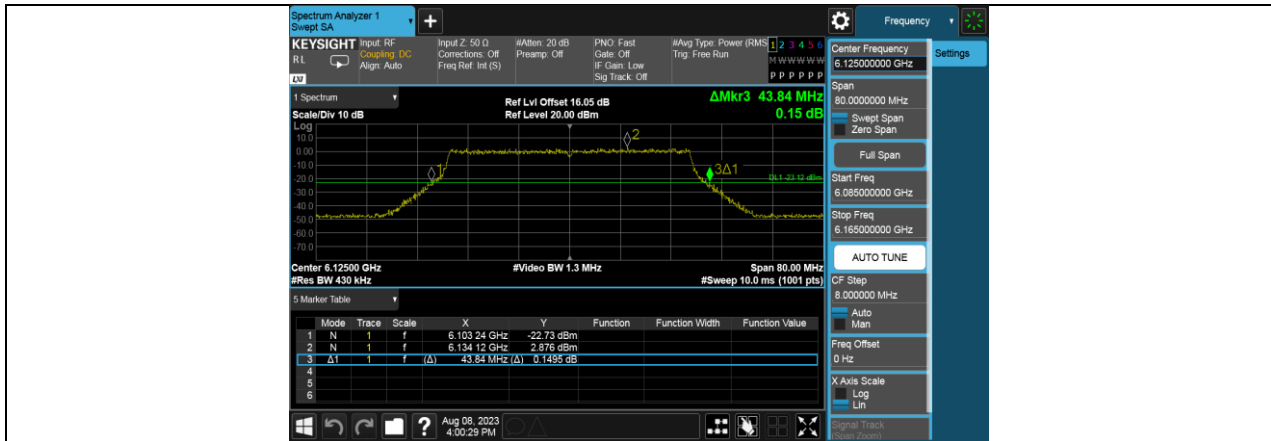 Spectrum Analyzer 1
Swept SA
+
Frequency
KEYSIGHT
RL
LXI
Input: RF
Coupling: DC
Align: Auto
Input Z: 50 Ω
Corrections: Off
Freq Ref: Int (S)
#Atten: 20 dB
Preamp: Off
PNO: Fast
Gate: Off
IF Gain: Low
Sig Track: Off
#Avg Type: Power (RMS
Trig: Free Run
1 2 3 4 5 6
M W W W W W
P P P P P P
1 Spectrum
Scale/Div 10 dB
Ref Lvl Offset 16.05 dB
Ref Level 20.00 dBm
ΔMkr3 43.84 MHz
0.15 dB
Log
10.0
0.00
-10.0
-20.0
-30.0
-40.0
-50.0
-60.0
-70.0
1
2
3Δ1
DL1 -23.12 dBm
Center 6.12500 GHz
#Res BW 430 kHz
#Video BW 1.3 MHz
Span 80.00 MHz
#Sweep 10.0 ms (1001 pts)
5 Marker Table
Mode Trace Scale X Y Function Function Width Function Value
1 N 1 f 6.103 24 GHz -22.73 dBm
2 N 1 f 6.134 12 GHz 2.876 dBm
3 Δ1 1 f (Δ) 43.84 MHz (Δ) 0.1495 dB
4
5
6
?
Aug 08, 2023
4:00:29 PM
Center Frequency
6.125000000 GHz
Settings
Span
80.0000000 MHz
Swept Span
Zero Span
Full Span
Start Freq
6.085000000 GHz
Stop Freq
6.165000000 GHz
AUTO TUNE
CF Step
8.000000 MHz
Auto
Man
Freq Offset
0 Hz
X Axis Scale
Log
Lin
Signal Track
(Span Zoom)